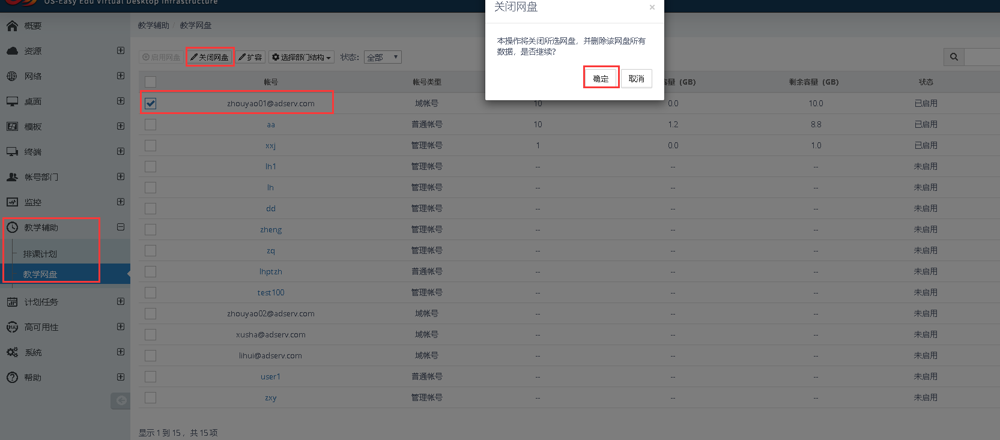 OS-Easy Edu Virtual Desktop Infrastructure
概要
资源
网络
桌面
模板
终端
帐号部门
监控
教学辅助
排课计划
教学网盘
计划任务
高可用性
系统
帮助
教学辅助 / 教学网盘
启用网盘 关闭网盘 扩容 选择部门结构 状态： 全部
帐号 帐号类型 容量（GB) 剩余容量（GB) 状态
zhouyao01@adserv.com 域帐号 10 0.0 10.0 已启用
aa 普通帐号 10 1.2 8.8 已启用
xxj 管理帐号 1 0.0 1.0 已启用
lh1 管理帐号 -- -- -- 未启用
lh 管理帐号 -- -- -- 未启用
dd 管理帐号 -- -- -- 未启用
zheng 管理帐号 -- -- -- 未启用
zq 管理帐号 -- -- -- 未启用
lhptzh 普通帐号 -- -- -- 未启用
test100 管理帐号 -- -- -- 未启用
zhouyao02@adserv.com 域帐号 -- -- -- 未启用
xusha@adserv.com 域帐号 -- -- -- 未启用
lihui@adserv.com 域帐号 -- -- -- 未启用
user1 普通帐号 -- -- -- 未启用
zxy 管理帐号 -- -- -- 未启用
显示 1 到 15 ，共 15 项
关闭网盘 ×
本操作将关闭所选网盘，并删除该网盘所有
数据，是否继续?
确定 取消